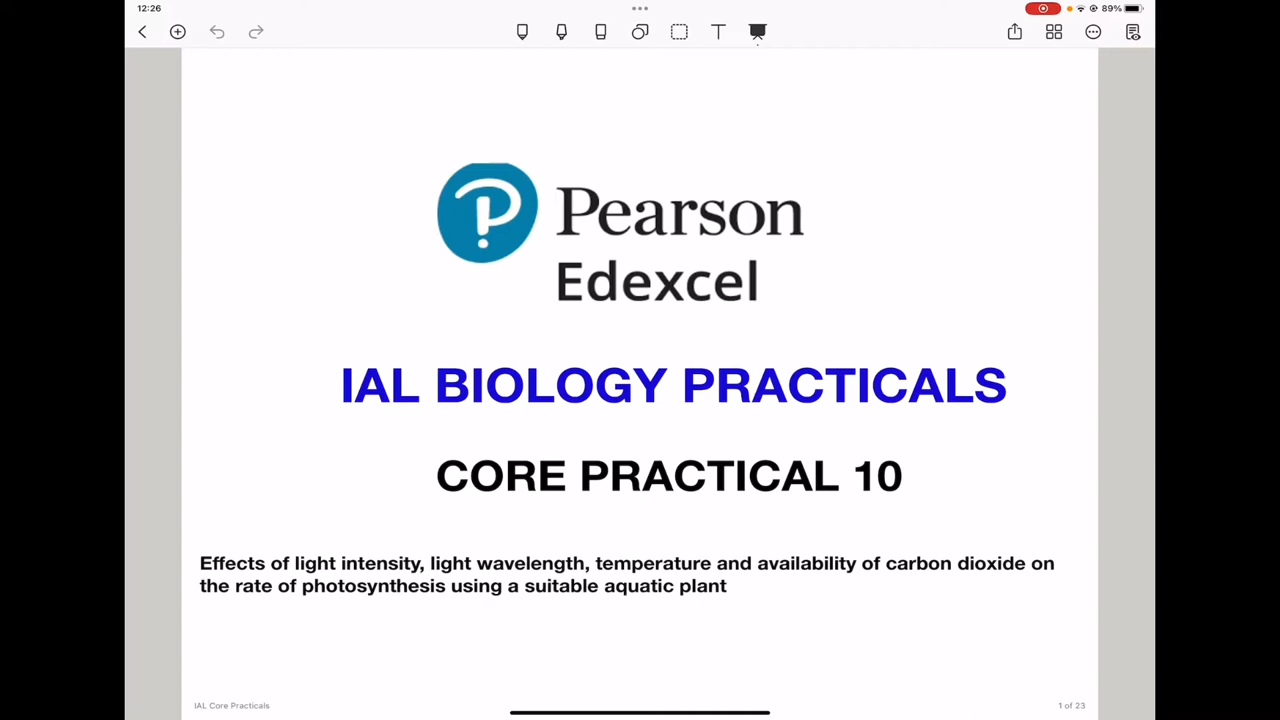 12:26
89%
T
Pearson
Edexcel
IAL BIOLOGY PRACTICALS
CORE PRACTICAL 10
Effects of light intensity, light wavelength, temperature and availability of carbon dioxide on
the rate of photosynthesis using a suitable aquatic plant
IAL Core Practicals
1 of 23